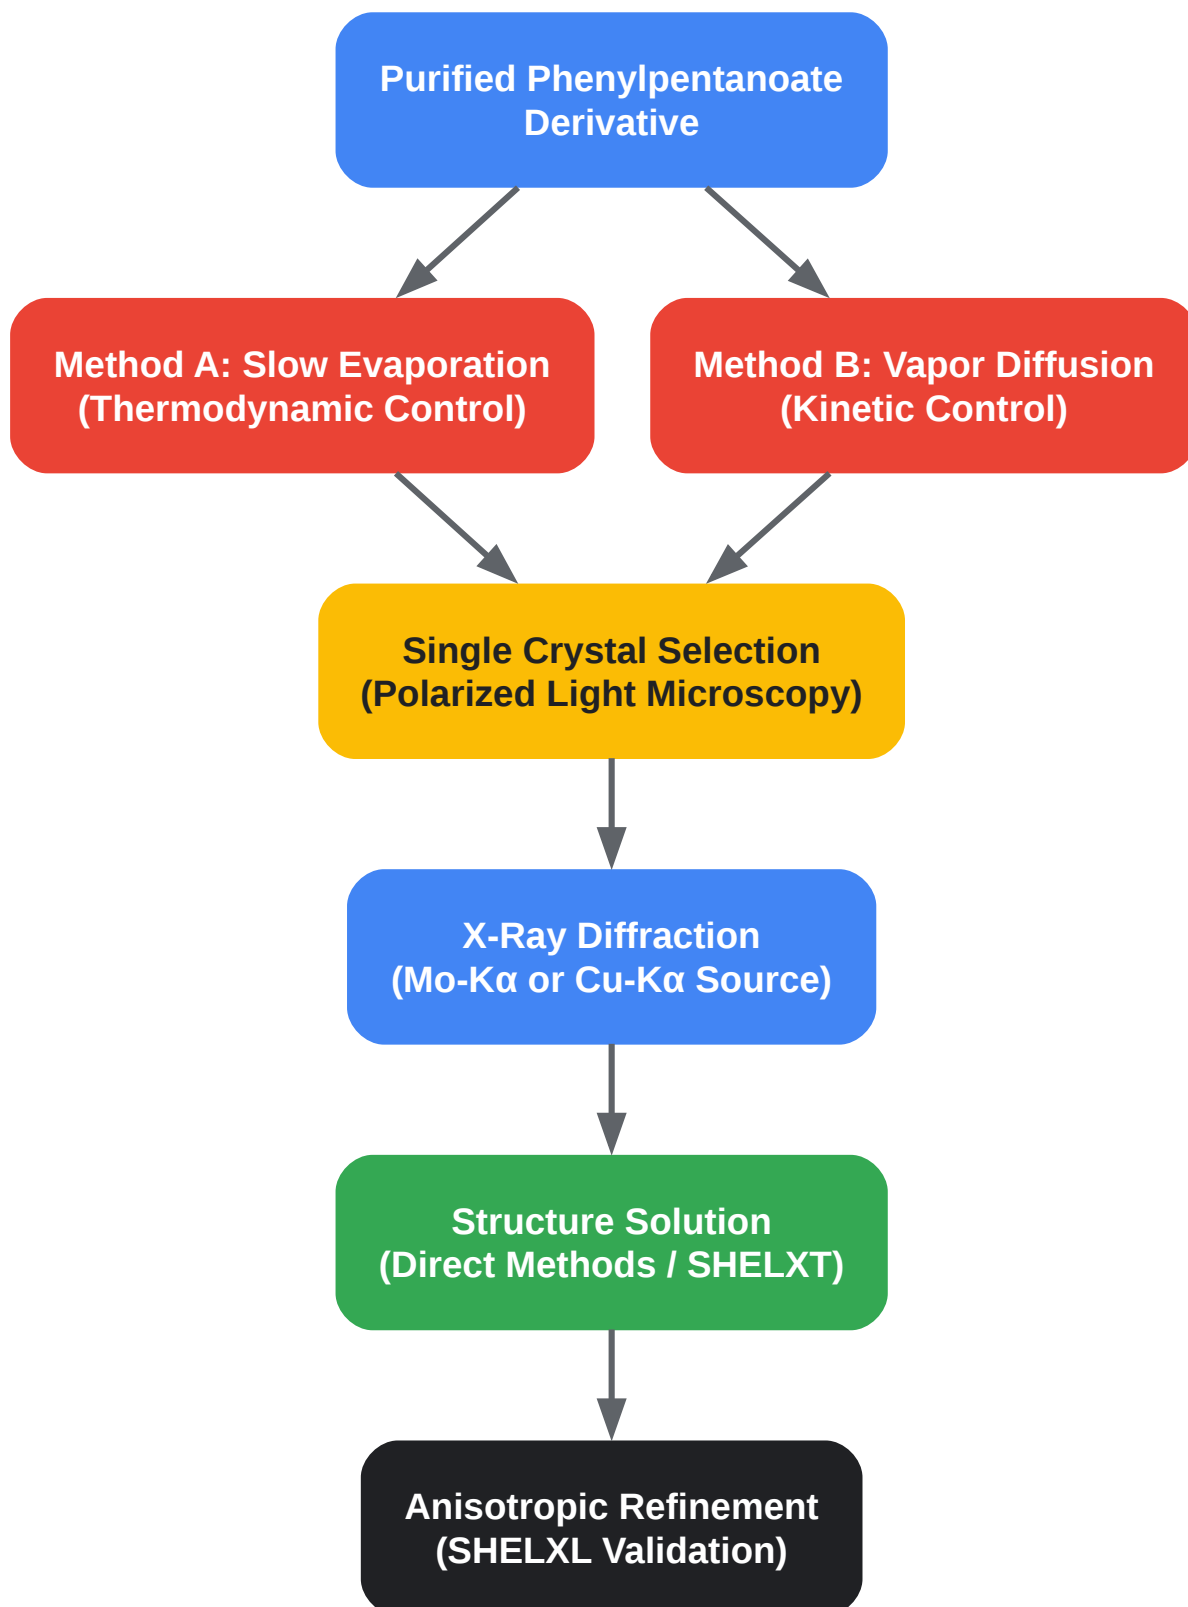 Purified Phenylpentanoate
Derivative
Method A: Slow Evaporation
(Thermodynamic Control)
Method B: Vapor Diffusion
(Kinetic Control)
Single Crystal Selection
(Polarized Light Microscopy)
X-Ray Diffraction
(Mo-Kα or Cu-Kα Source)
Structure Solution
(Direct Methods / SHELXT)
Anisotropic Refinement
(SHELXL Validation)